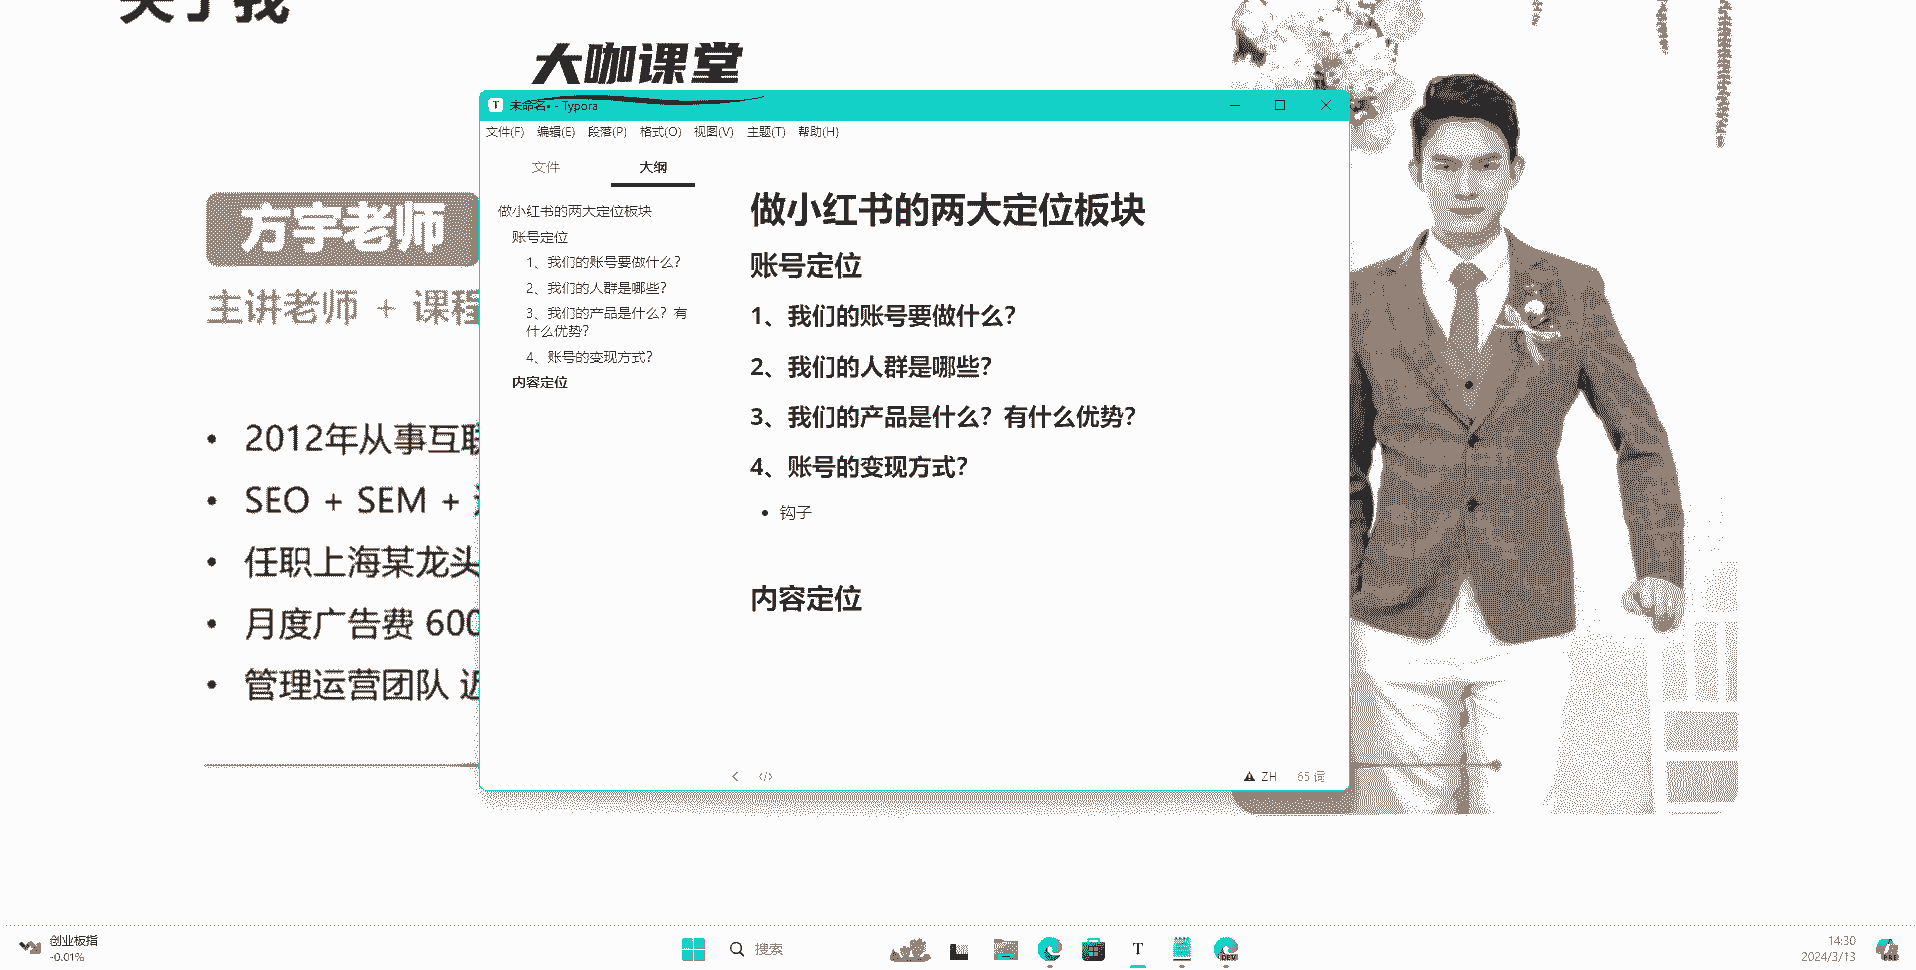 关于我
大咖课堂
未命名• - Typora
文件(F) 编辑(E) 段落(P) 格式(O) 视图(V) 主题(T) 帮助(H)
文件 大纲
做小红书的两大定位板块
账号定位
1、我们的账号要做什么？
2、我们的人群是哪些？
3、我们的产品是什么？有
什么优势？
4、账号的变现方式？
内容定位
做小红书的两大定位板块
账号定位
1、我们的账号要做什么？
2、我们的人群是哪些？
3、我们的产品是什么？有什么优势？
4、账号的变现方式？
钩子
内容定位
</> ZH 65 词
方宇老师
主讲老师 + 课程
• 2012年从事互联
• SEO + SEM +
• 任职上海某龙头
• 月度广告费 600
• 管理运营团队 近
创业板指
-0.01%
搜索
14:30
2024/3/13